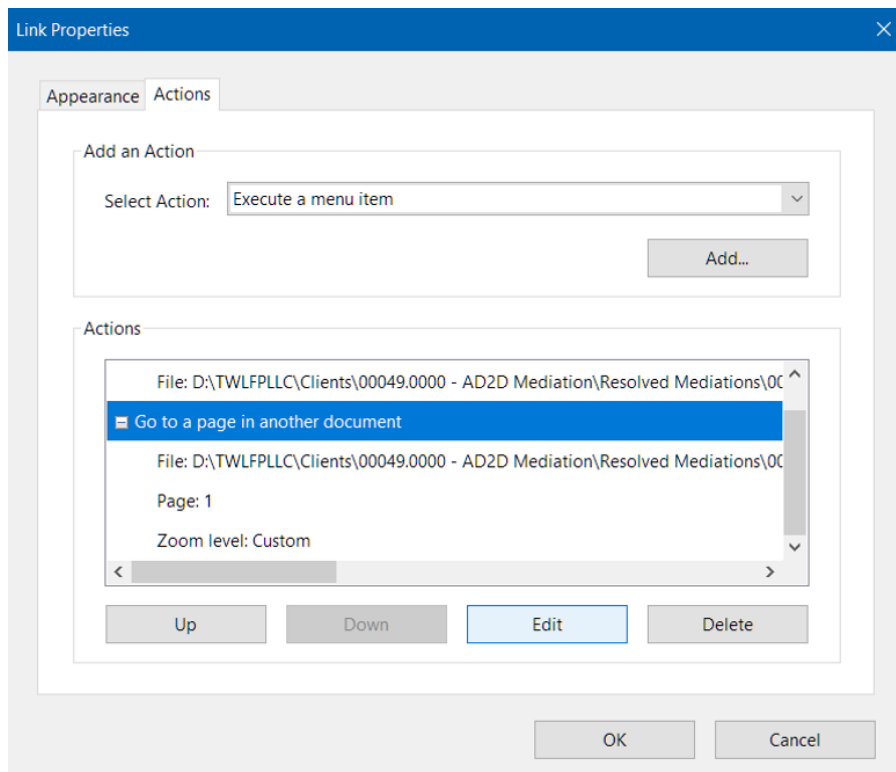 Link Properties
Appearance Actions
Add an Action
Select Action: Execute a menu item
Add...
Actions
File: D:\TWLFPLLC\Clients\00049.0000 - AD2D Mediation\Resolved Mediations\00
Go to a page in another document
File: D:\TWLFPLLC\Clients\00049.0000 - AD2D Mediation\Resolved Mediations\00
Page: 1
Zoom level: Custom
Up Down Edit Delete
OK Cancel